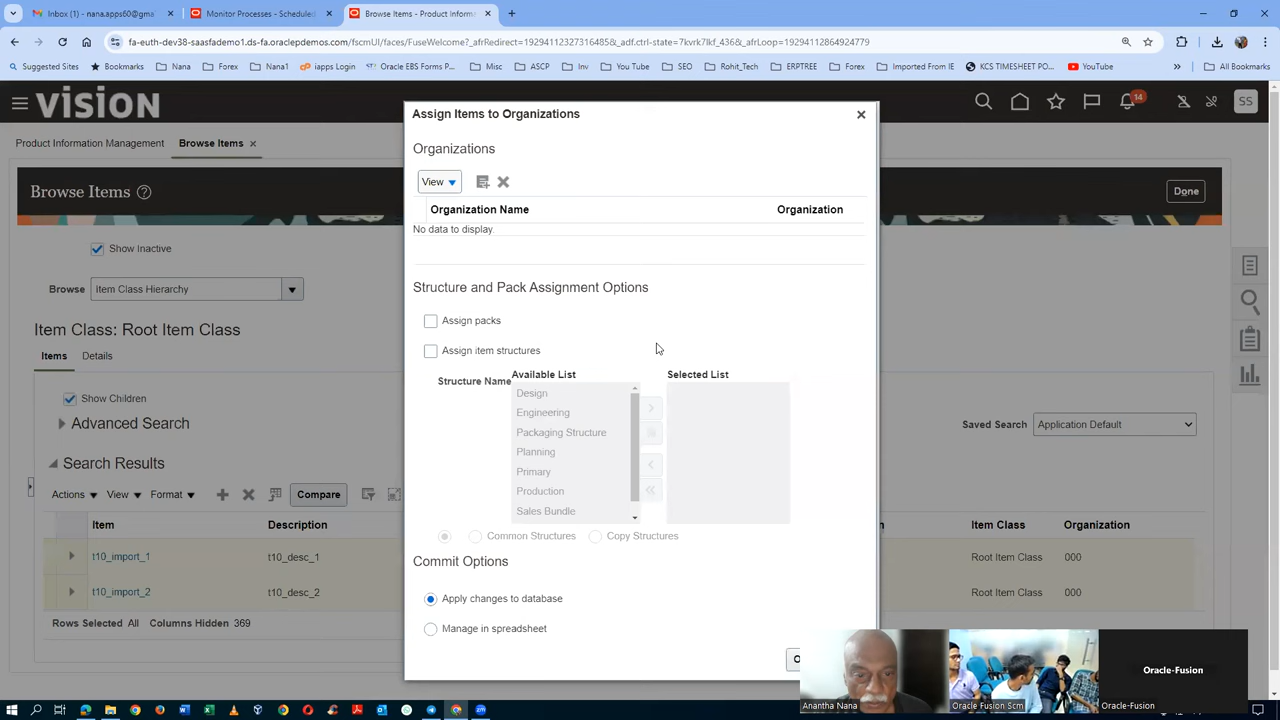 Inbox (1) - nana.apps60@gmail.c
Monitor Processes - Scheduled
Browse Items - Product Informat
fa-euth-dev38-saasfademo1.ds-fa.oraclepdemos.com/fscmUI/faces/FuseWelcome?_afrRedirect=192941123273164858&_adf.ctrl-state=7kvrk7lkf_436&_afrLoop=19294112864924779
Suggested Sites
Nana
Forex
Nana1
iapps Login
Oracle EBS Forms P...
Misc
ASCP
Inv
You Tube
SEO
Rohit_Tech
ERPTREE
Forex
Imported From IE
KCS TIMESHEET PO...
YouTube
All Bookmarks
VISION
14
SS
Product Information Management
Browse Items
Browse Items
Done
Show Inactive
Browse
Item Class Hierarchy
Item Class: Root Item Class
Items
Details
Show Children
Advanced Search
Saved Search
Application Default
Search Results
Actions
View
Format
Compare
Item
Description
Item Class
Organization
t10_import_1
t10_desc_1
Root Item Class
000
t10_import_2
t10_desc_2
Root Item Class
000
Rows Selected All
Columns Hidden 369
Assign Items to Organizations
Organizations
View
Organization Name
Organization
No data to display.
Structure and Pack Assignment Options
Assign packs
Assign item structures
Structure Name
Available List
Selected List
Design
Engineering
Packaging Structure
Planning
Primary
Production
Sales Bundle
Common Structures
Copy Structures
Commit Options
Apply changes to database
Manage in spreadsheet
Anantha Nana
Oracle Fusion Scm
Oracle-Fusion
Oracle-Fusion